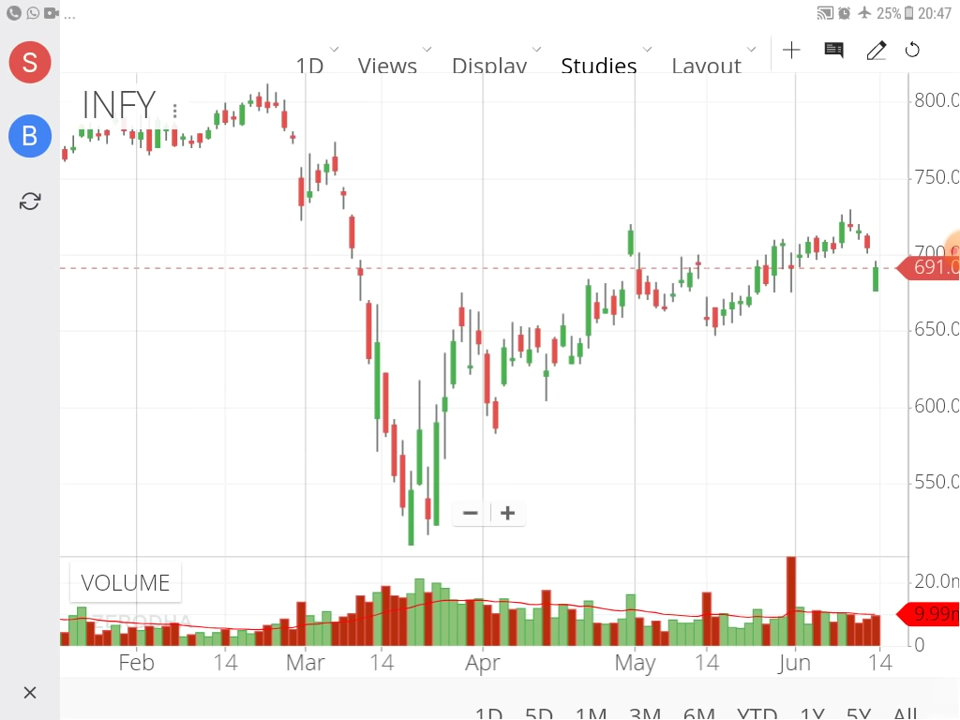 ... 25% 20:47
S 1D Views Display Studies Layout
INFY
B
800.0
750.0
700.0
691.0
650.0
600.0
550.0
VOLUME
ZERODHA
20.0m
9.99m
0
Feb 14 Mar 14 Apr May 14 Jun 14
1D 5D 1M 3M 6M YTD 1Y 5Y All